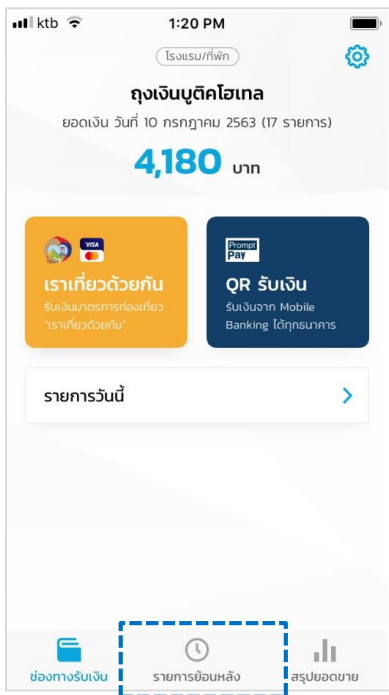 ktb 1:20 PM
โรงแรม/ที่พัก
ถุงเงินบูติคโฮเทล
ยอดเงิน วันที่ 10 กรกฎาคม 2563 (17 รายการ)
4,180 บาท
VISA
Prompt
Pay
เราเที่ยวด้วยกัน
QR รับเงิน
รับเงินมาตรการท่องเที่ยว
"เราเที่ยวด้วยกัน"
รับเงินจาก Mobile
Banking ได้ทุกธนาคาร
รายการวันนี้
ช่องทางรับเงิน
รายการย้อนหลัง
สรุปยอดขาย